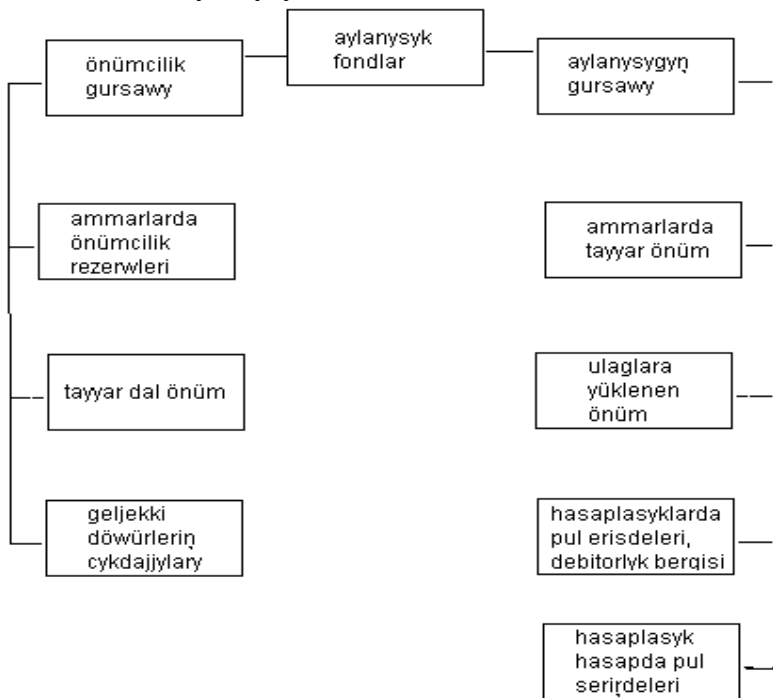 aylanysyk
fondlar
önümcilik
gursawy
aylanysygyņ
gursawy
ammarlarda
önümcilik
rezerwleri
ammarlarda
tayyar önüm
tayyar dal önüm
ulaglara
yüklenen
önüm
geljekki
döwürleriņ
cykdajjylary
hasaplasyklarda
pul erisdeleri,
debitorlyk bergisi
hasaplasyk
hasapda pul
seriņdeleri